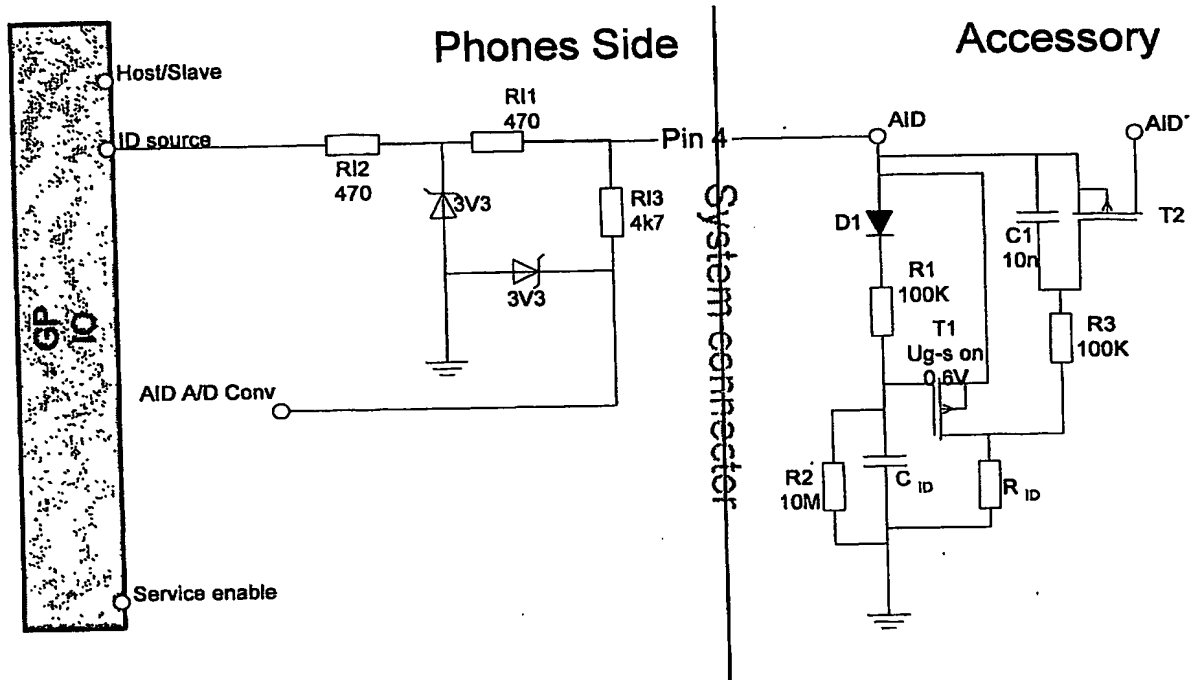 Phones Side
Accessory
Host/Slave
ID source
RI1
470
RI2
470
Pin 4
AID
AID'
3V3
RI3
4k7
3V3
D1
C1
10n
T2
R1
100K
T1
Ug-s on
0,6V
R3
100K
GP
IO
System connector
AID A/D Conv
R2
10M
C ID
R ID
Service enable